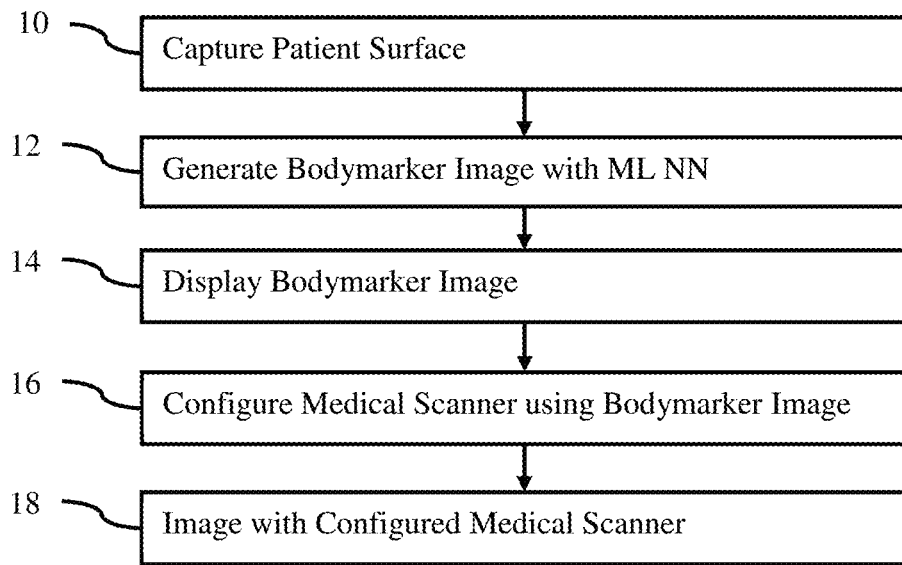 10
Capture Patient Surface
12
Generate Bodymarker Image with ML NN
14
Display Bodymarker Image
16
Configure Medical Scanner using Bodymarker Image
18
Image with Configured Medical Scanner